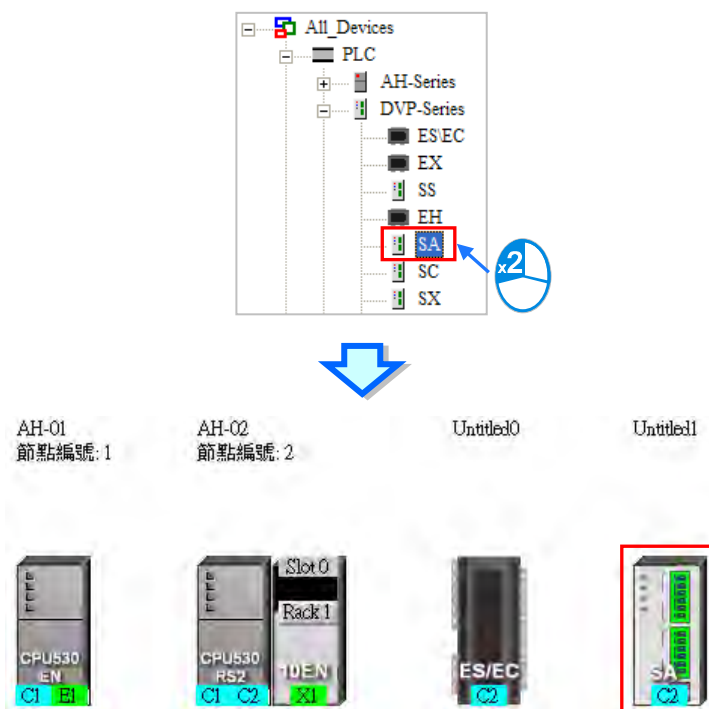 All_Devices
PLC
AH-Series
DVP-Series
ES\EC
EX
SS
EH
SA
SC
SX
x2
AH-01
節點編號: 1
AH-02
節點編號: 2
Untitled0
Untitled1
CPU530
EN
C1 E1
CPU530
RS2
C1 C2
Slot 0
Rack 1
10EN
X1
ES/EC
C2
SA
C2